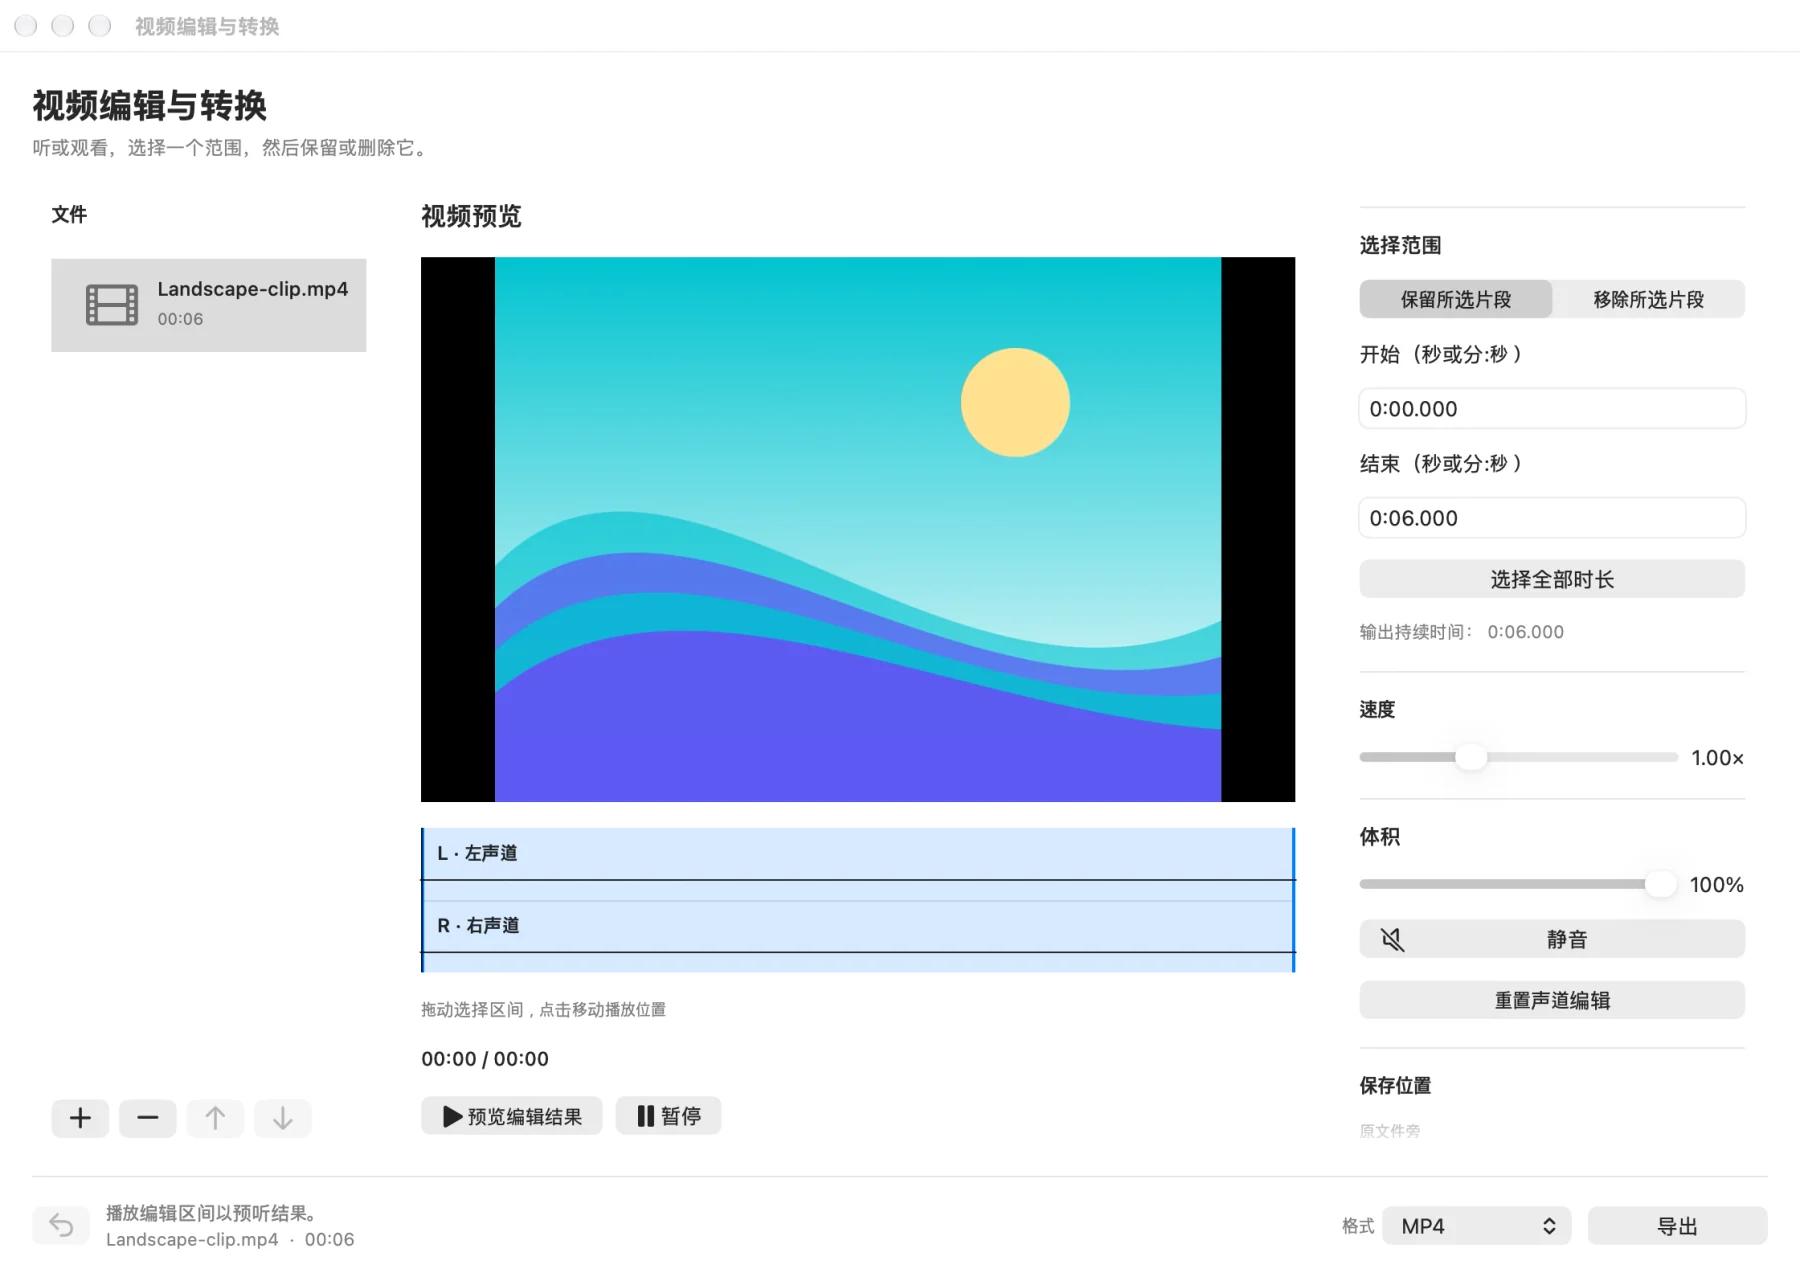 视频编辑与转换
视频编辑与转换
听或观看，选择一个范围，然后保留或删除它。
文件
Landscape-clip.mp4
00:06
视频预览
L · 左声道
R · 右声道
拖动选择区间，点击移动播放位置
00:00 / 00:00
预览编辑结果
暂停
选择范围
保留所选片段
移除所选片段
开始（秒或分:秒）
0:00.000
结束（秒或分:秒）
0:06.000
选择全部时长
输出持续时间： 0:06.000
速度
1.00×
体积
100%
静音
重置声道编辑
保存位置
原文件旁
播放编辑区间以预听结果。
Landscape-clip.mp4 · 00:06
格式
MP4
导出